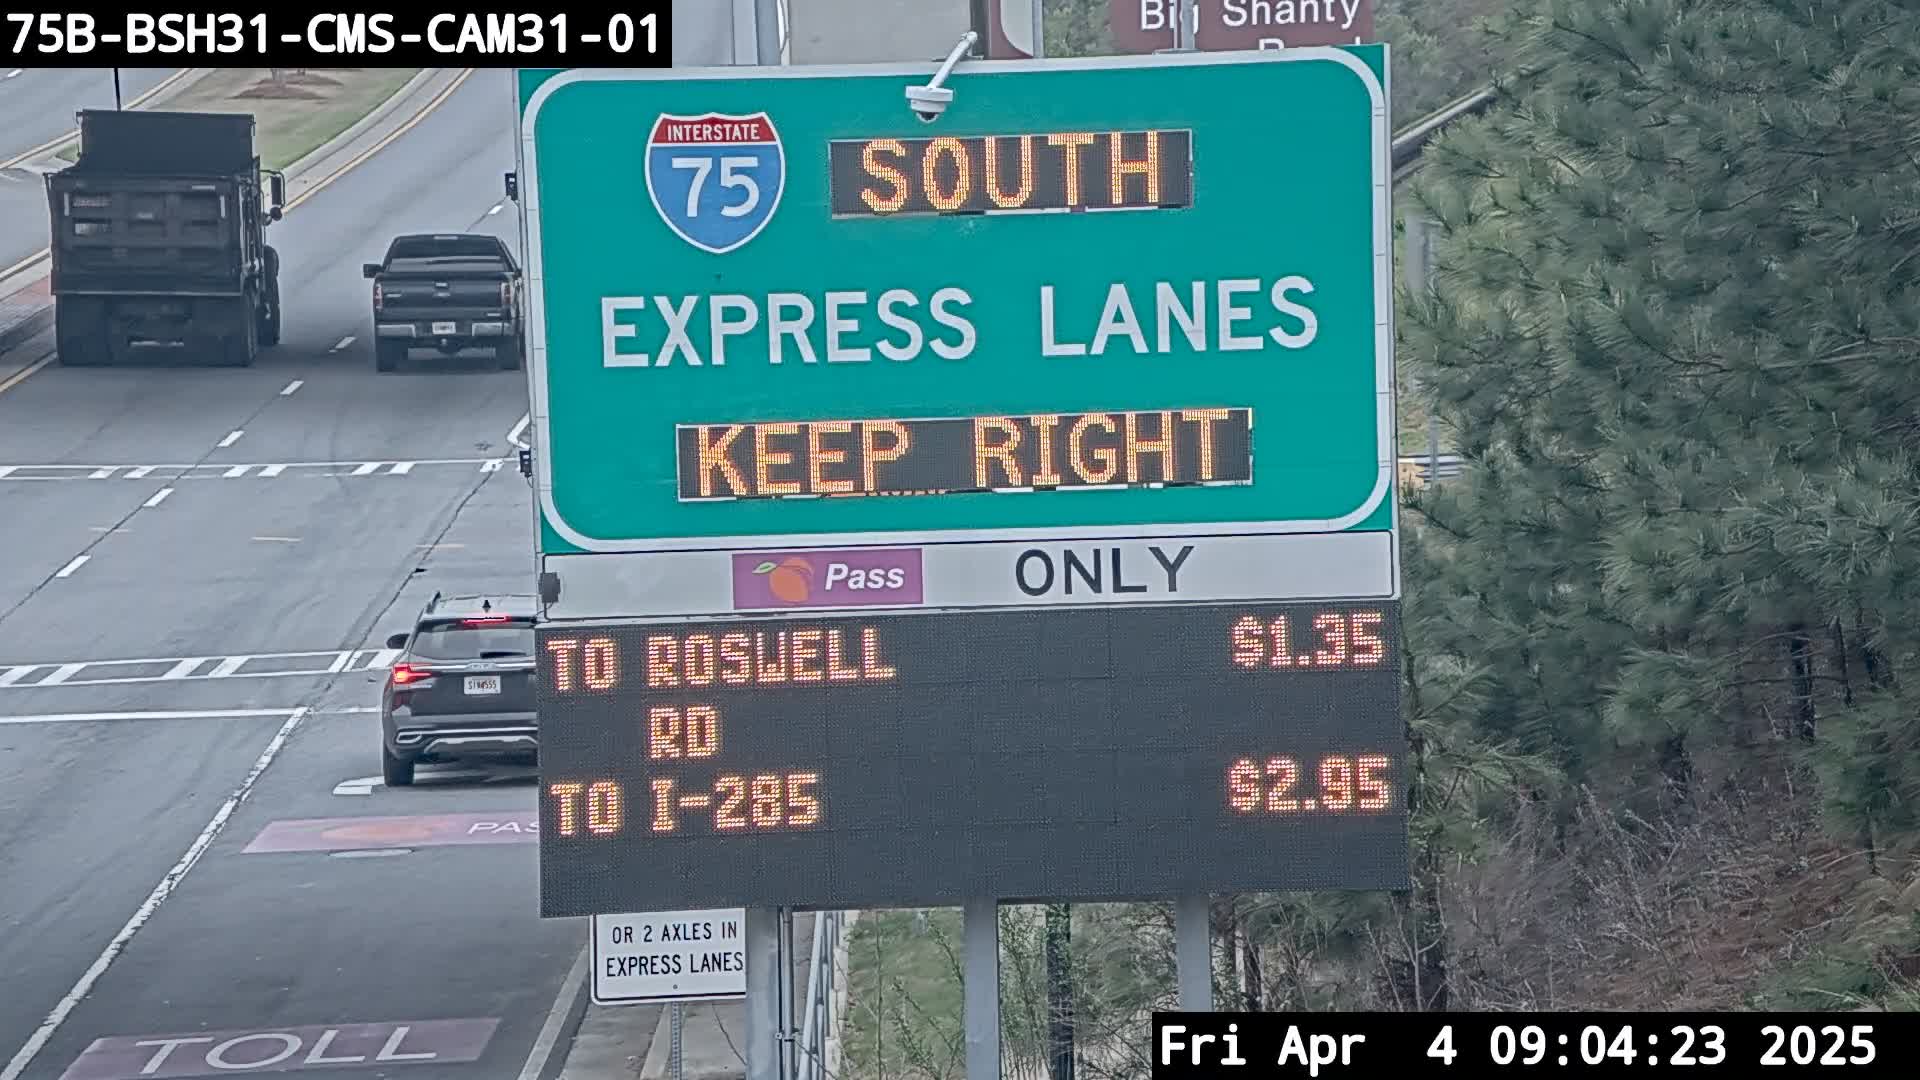 75B-BSH31-CMS-CAM31-01
Big Shanty
INTERSTATE
75
SOUTH
EXPRESS LANES
KEEP RIGHT
Pass ONLY
TO ROSWELL $1.35
RD
TO I-285 $2.95
OR 2 AXLES IN
EXPRESS LANES
TOLL
Fri Apr 4 09:04:23 2025